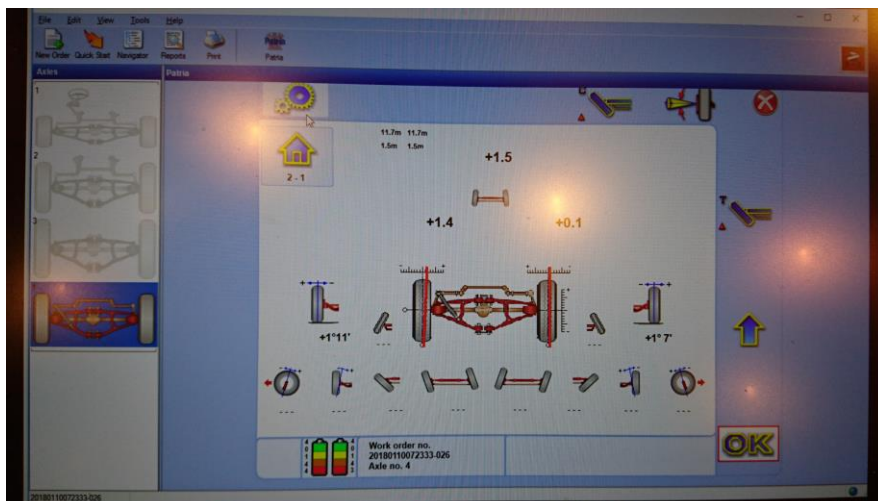 File Edit View Tools Help
New Order Quick Start Navigator Reports Print Patria
Axles
Patria
1
2
3
2 - 1
11.7m 11.7m
1.5m 1.5m
+1.5
+1.4 +0.1
T
+1°11'
+1° 7'
- - - - - -
- - - - - - - - - - - - - - - - - - - - - - - -
Work order no.
20180110072333-026
Axle no. 4
OK
20180110072333-026